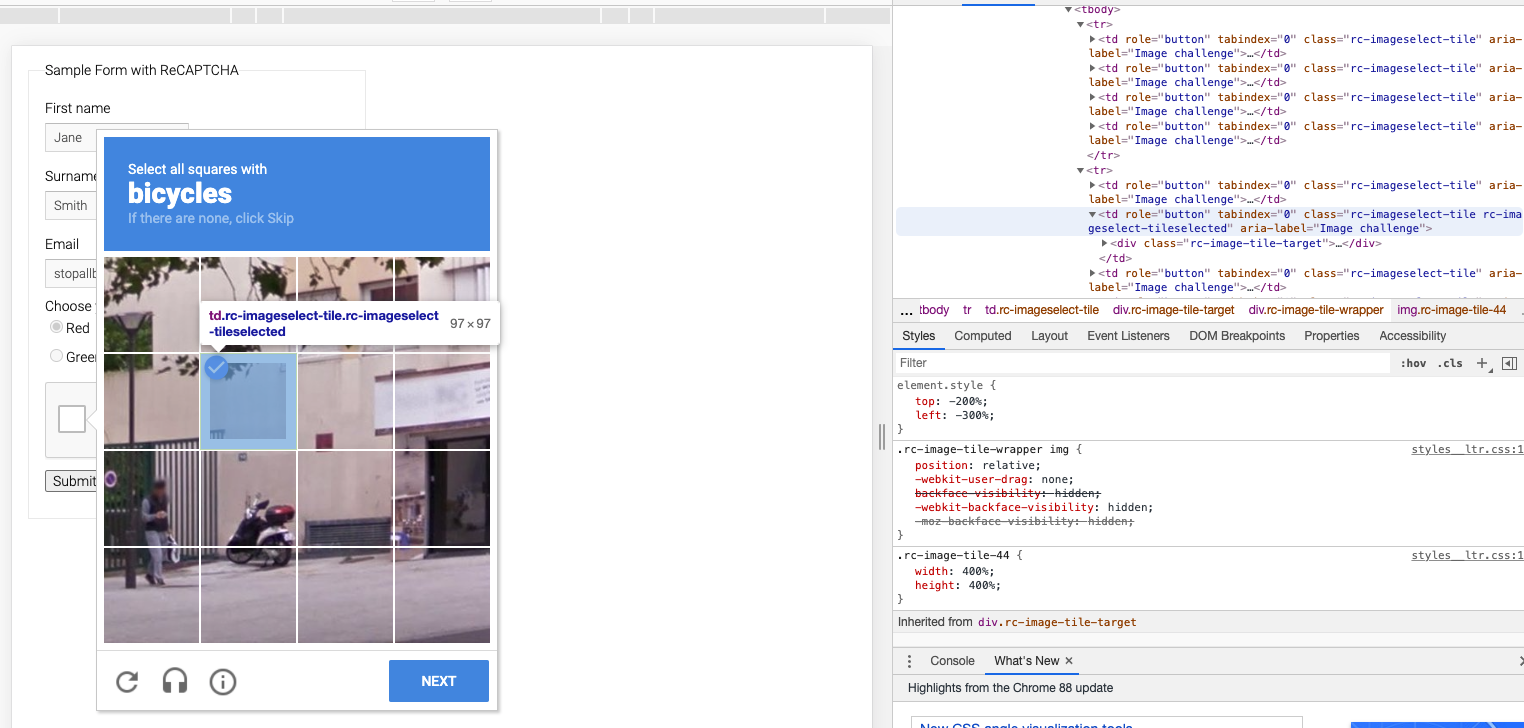 Sample Form with ReCAPTCHA
First name
Jane
Surname
Smith
Email
stopallb
Choose
Red
Green
Submit
Select all squares with
bicycles
If there are none, click Skip
td.rc-imageselect-tile.rc-imageselect
-tileselected
97 × 97
NEXT
▼<tbody>
▼<tr>
▶<td role="button" tabindex="0" class="rc-imageselect-tile" aria-
label="Image challenge">…</td>
▶<td role="button" tabindex="0" class="rc-imageselect-tile" aria-
label="Image challenge">…</td>
▶<td role="button" tabindex="0" class="rc-imageselect-tile" aria-
label="Image challenge">…</td>
▶<td role="button" tabindex="0" class="rc-imageselect-tile" aria-
label="Image challenge">…</td>
</tr>
▼<tr>
▶<td role="button" tabindex="0" class="rc-imageselect-tile" aria-
label="Image challenge">…</td>
▼<td role="button" tabindex="0" class="rc-imageselect-tile rc-ima
geselect-tileselected" aria-label="Image challenge">
▶<div class="rc-image-tile-target">…</div>
</td>
▶<td role="button" tabindex="0" class="rc-imageselect-tile" aria-
label="Image challenge">…</td>
… tbody tr td.rc-imageselect-tile div.rc-image-tile-target div.rc-image-tile-wrapper img.rc-image-tile-44
Styles Computed Layout Event Listeners DOM Breakpoints Properties Accessibility
Filter :hov .cls +
element.style {
top: -200%;
left: -300%;
}
.rc-image-tile-wrapper img { styles__ltr.css:1
position: relative;
-webkit-user-drag: none;
backface-visibility: hidden;
-webkit-backface-visibility: hidden;
-moz-backface-visibility: hidden;
}
.rc-image-tile-44 { styles__ltr.css:1
width: 400%;
height: 400%;
}
Inherited from div.rc-image-tile-target
Console What's New ×
Highlights from the Chrome 88 update
New CSS angle visualization tools